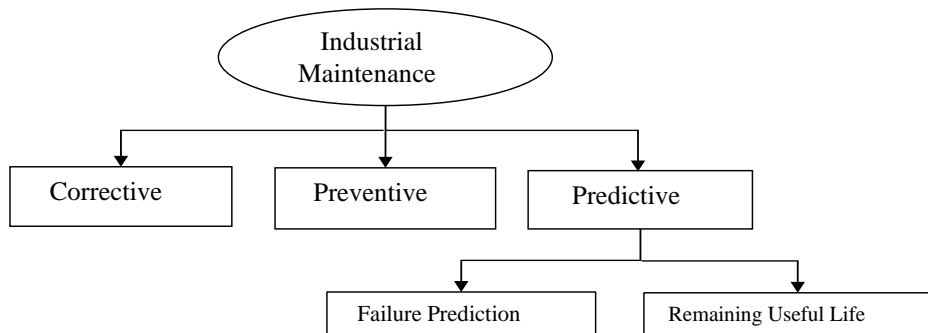 Industrial
Maintenance
Corrective
Preventive
Predictive
Failure Prediction
Remaining Useful Life